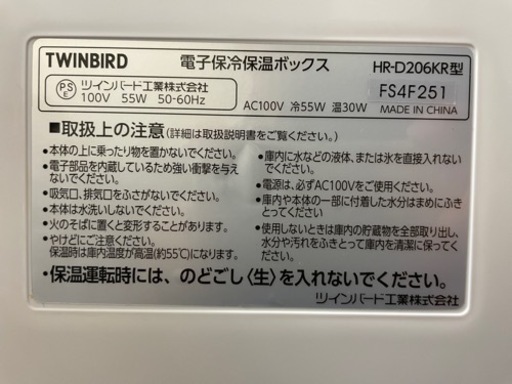 TWINBIRD 電子保冷保温ボックス HR-D206KR型
PSE ツインバード工業株式会社
100V 55W 50-60Hz AC100V 冷55W 温30W
FS4F251
MADE IN CHINA
■取扱上の注意(詳細は取扱説明書をご覧ください。)
●本体の上に乗ったり物を置かないでください。
●電子部品を内蔵しているため強い衝撃を与えないでください。
●吸気口、排気口をふさがないでください。
●本体は水洗いしないでください。
●火のそばに置くと変形することがあります。
●やけどにご注意ください。
保温時は庫内温度が高温(約55℃)になります。
●庫内に水などの液体、または氷を直接入れないでください。
●電源は、必ずAC100Vをご使用ください。
●庫内や本体の一部に付着した水分はまめにふきとってください。
●使用しないときは庫内の貯蔵物を全部取り出し、水分や汚れをふきとって庫内を清潔に保ってください。
●保温運転時には、のどごし〈生〉を入れないでください。
ツインバード工業株式会社